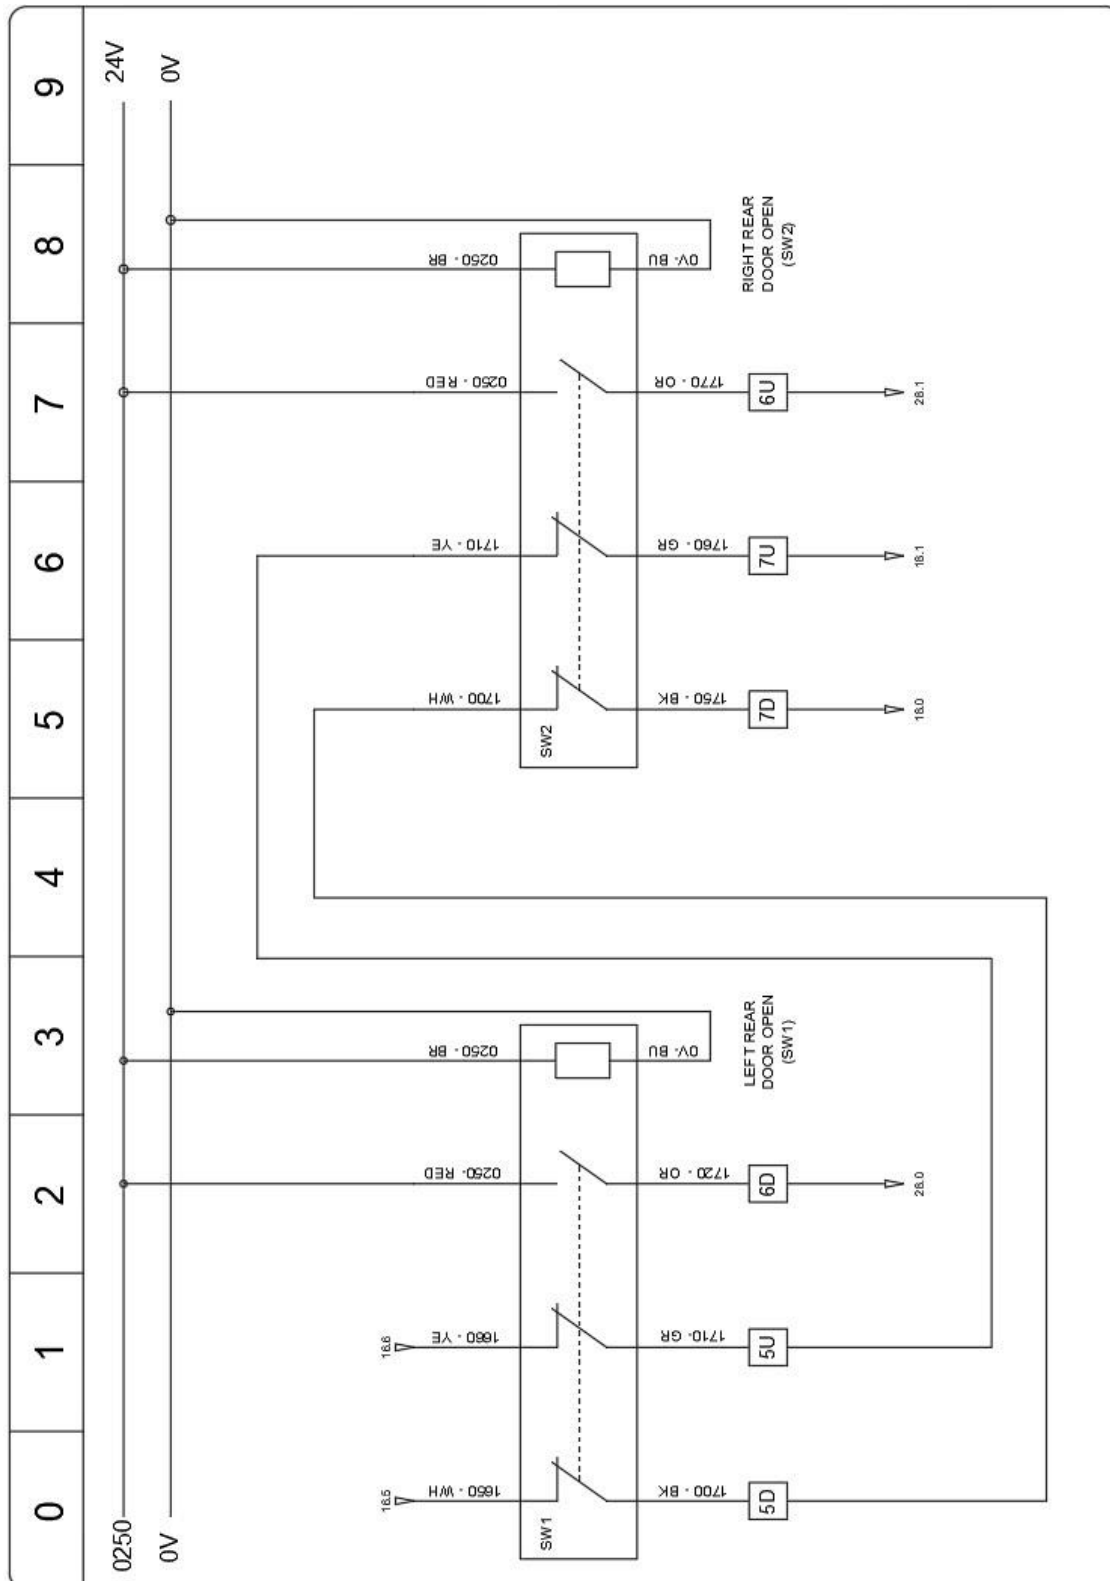 0 1 2 3 4 5 6 7 8 9
0250 24V
0V 0V
16.5 16.6
1650 - WH
1660 - YE
0250- RED
0250 - BR
1700 - WH
1710 - YE
0250 - RED
0250 - BR
SW1
SW2
1700 - BK
1710- GR
1720 - OR
0V- BU
1750 - BK
1760 - GR
1770 - OR
0V- BU
5D 5U 6D
LEFT REAR
DOOR OPEN
(SW1)
7D 7U 6U
RIGHT REAR
DOOR OPEN
(SW2)
28.0 18.0 18.1 28.1